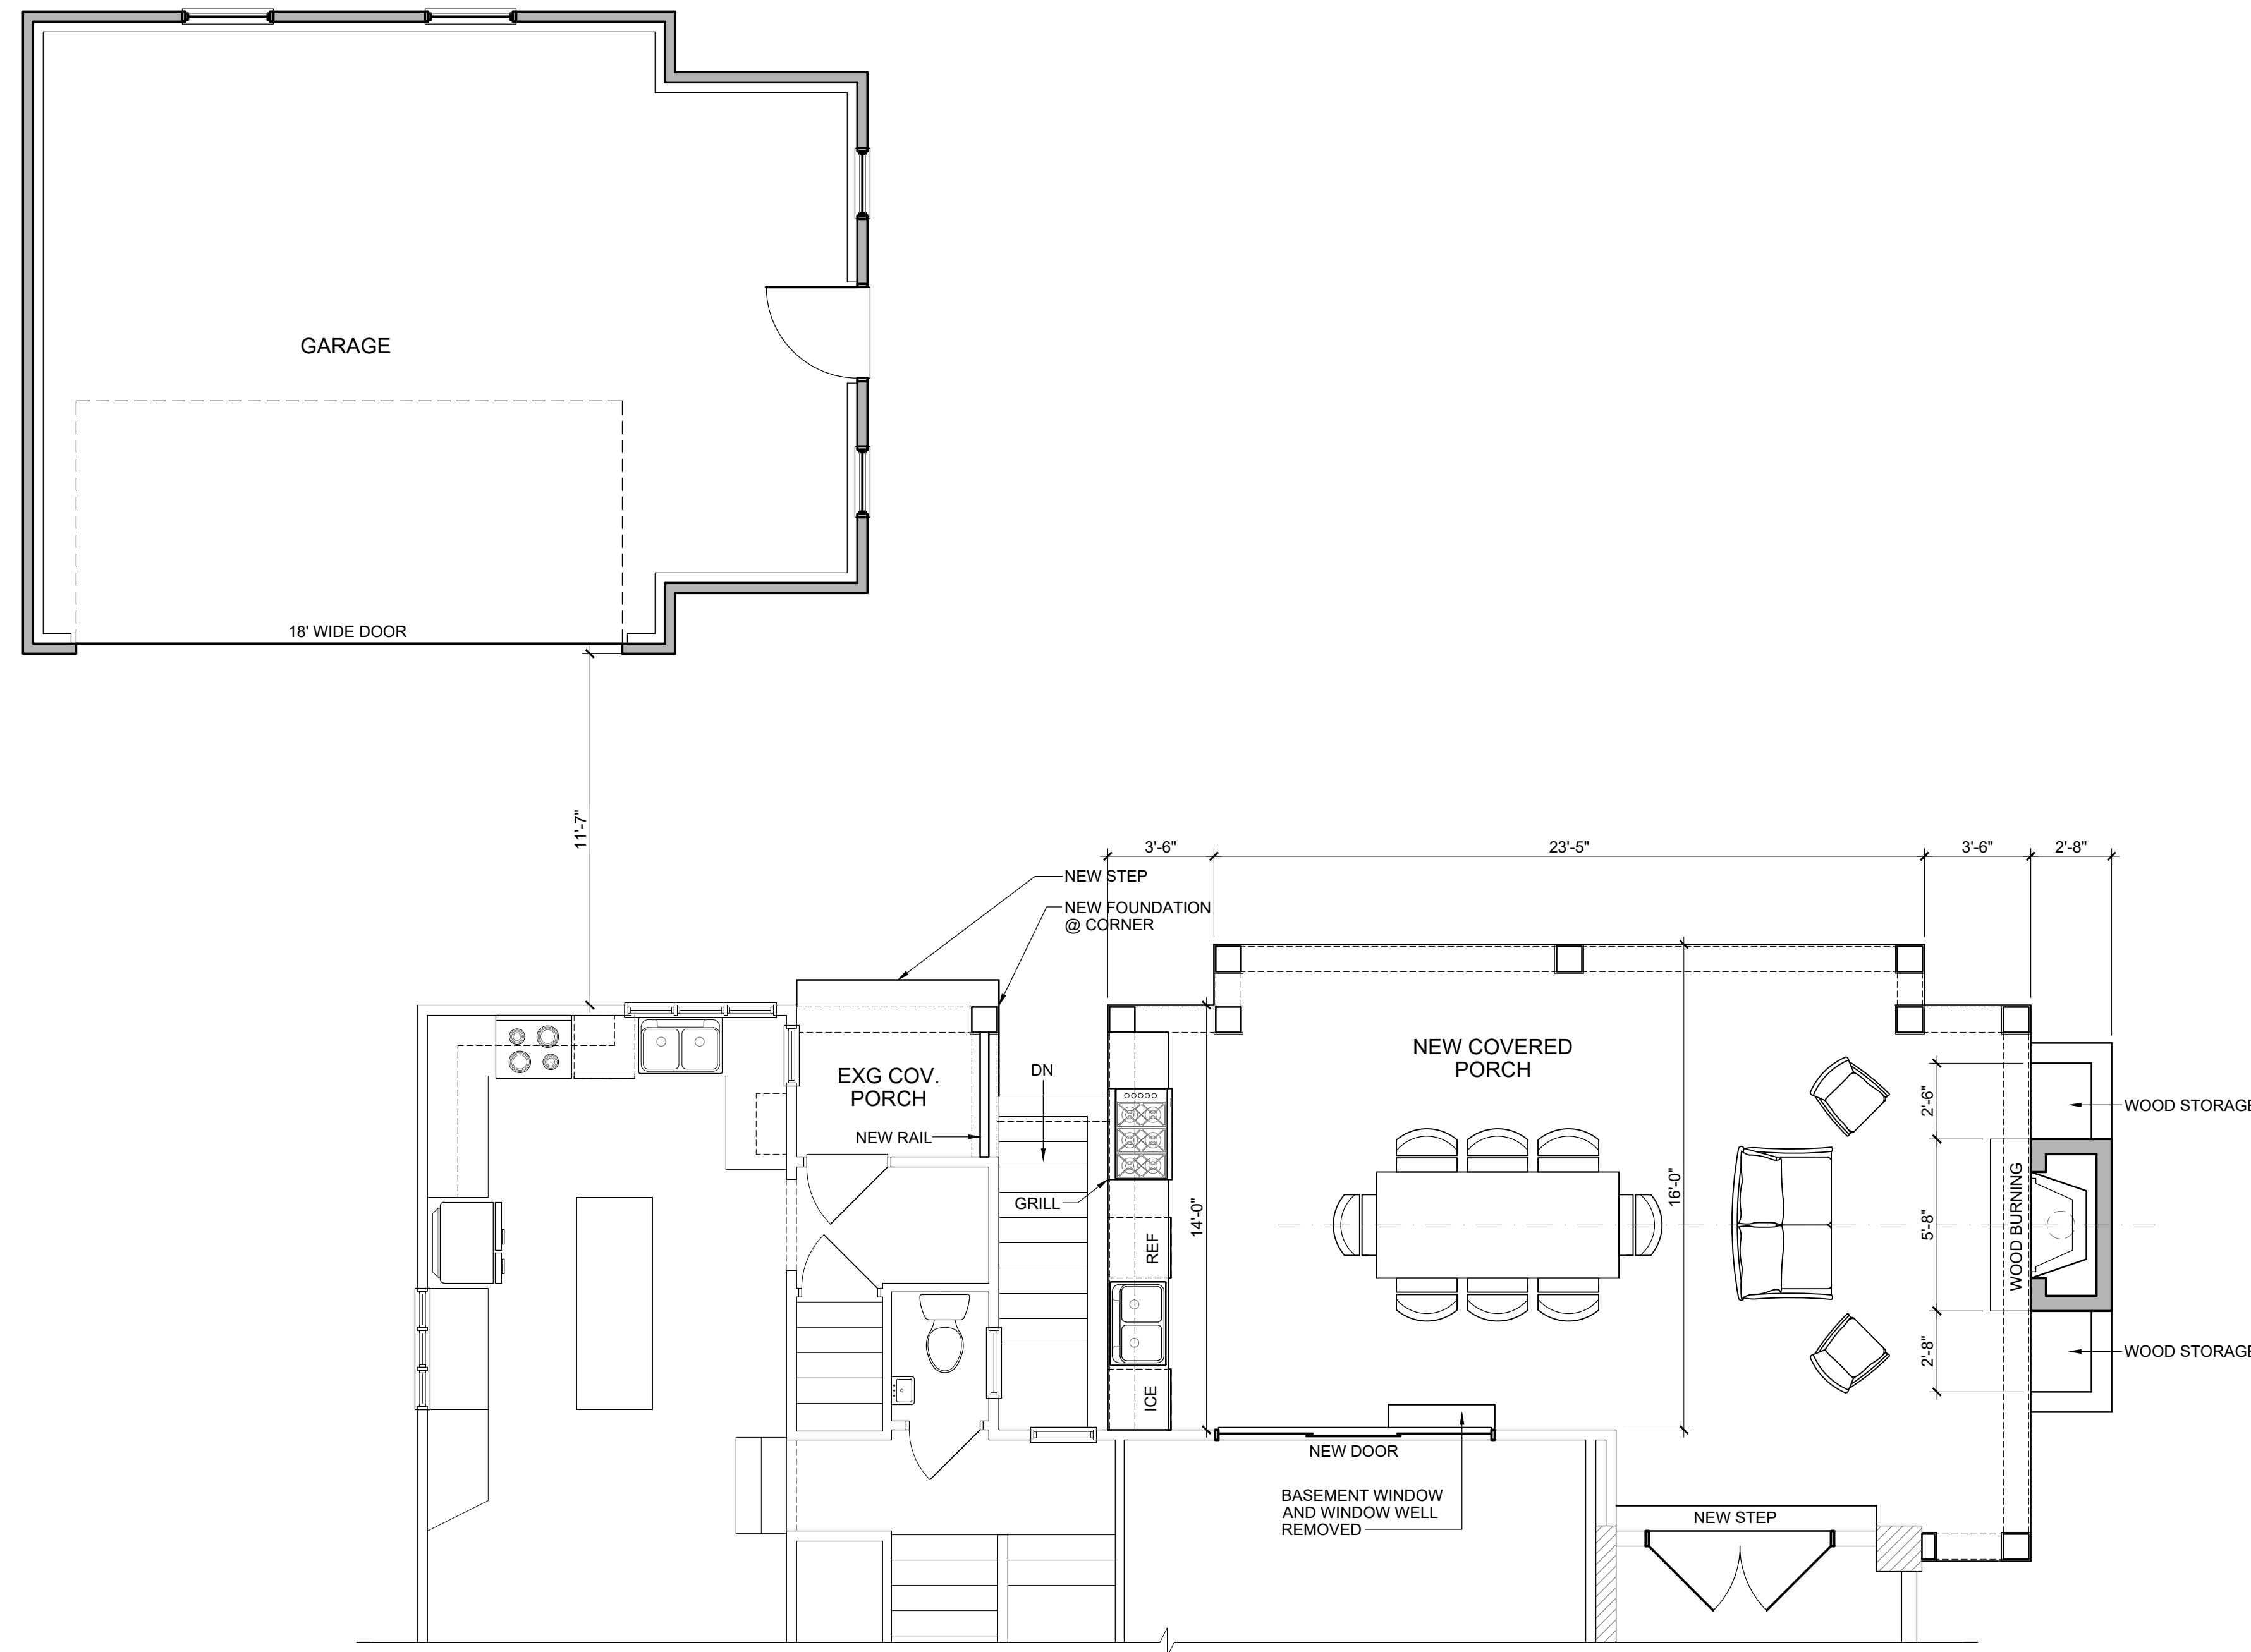 GARAGE
18' WIDE DOOR
11'-7"
3'-6"
23'-5"
3'-6"
2'-8"
NEW STEP
NEW FOUNDATION
@ CORNER
EXG COV.
PORCH
NEW RAIL
DN
GRILL
REF
ICE
14'-0"
NEW COVERED
PORCH
16'-0"
2'-6"
5'-8"
2'-8"
WOOD BURNING
WOOD STORAGE
WOOD STORAGE
NEW DOOR
BASEMENT WINDOW
AND WINDOW WELL
REMOVED
NEW STEP